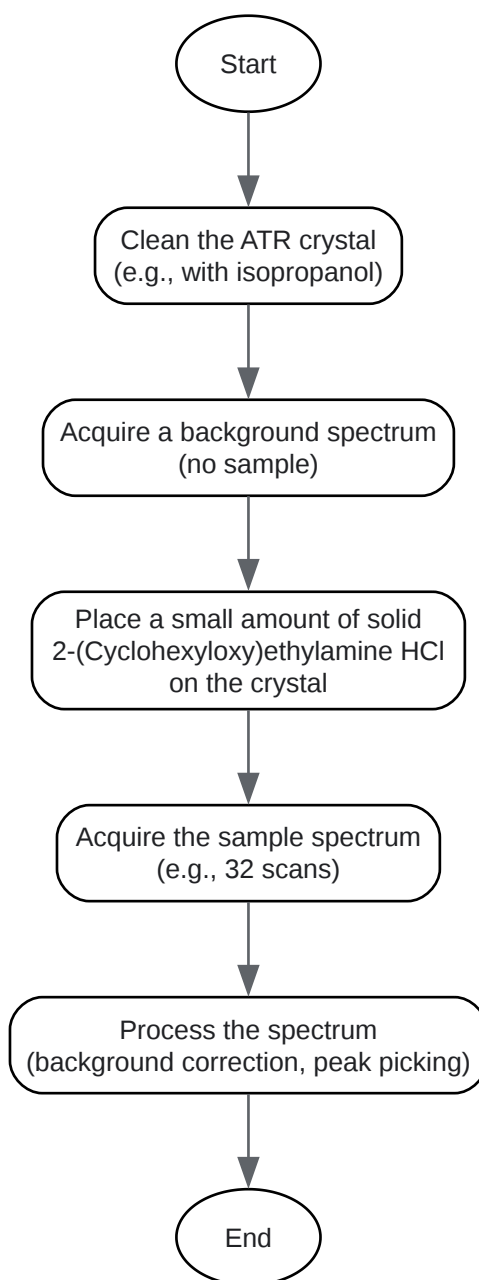 Start
Clean the ATR crystal
(e.g., with isopropanol)
Acquire a background spectrum
(no sample)
Place a small amount of solid
2-(Cyclohexyloxy)ethylamine HCl
on the crystal
Acquire the sample spectrum
(e.g., 32 scans)
Process the spectrum
(background correction, peak picking)
End